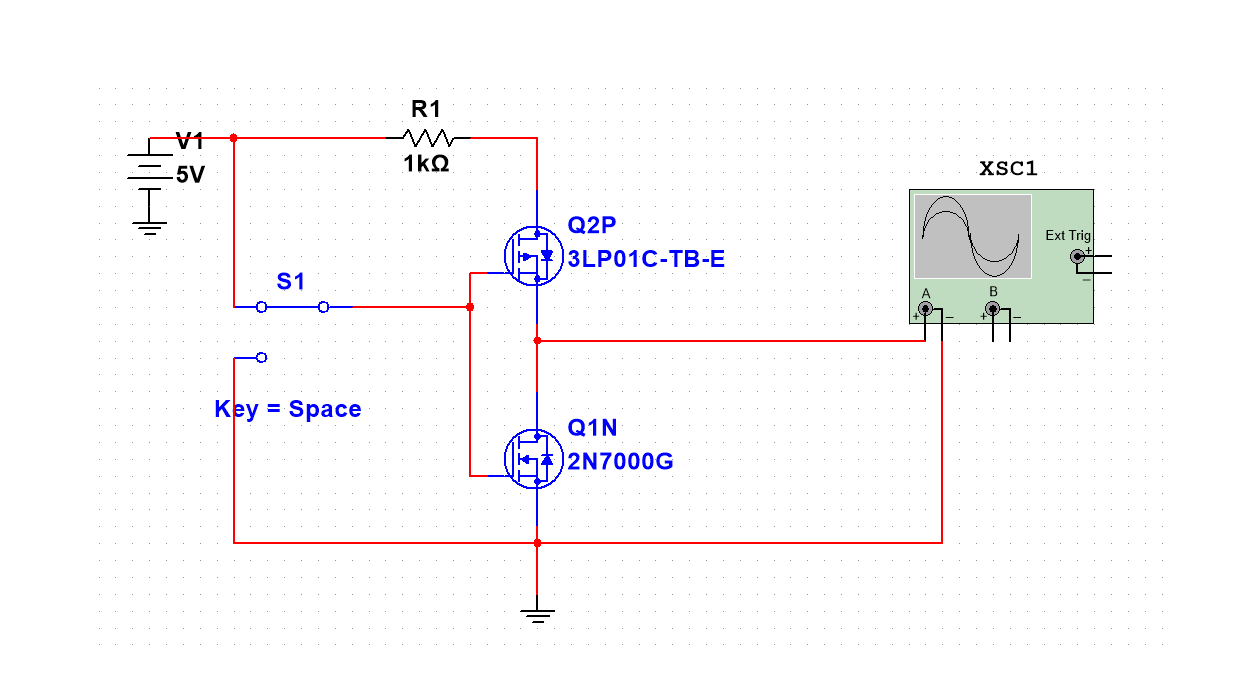 R1
V1
1kΩ
5V
XSC1
Q2P
3LP01C-TB-E
Ext Trig
+
–
S1
A
B
+
–
+
–
Key = Space
Q1N
2N7000G